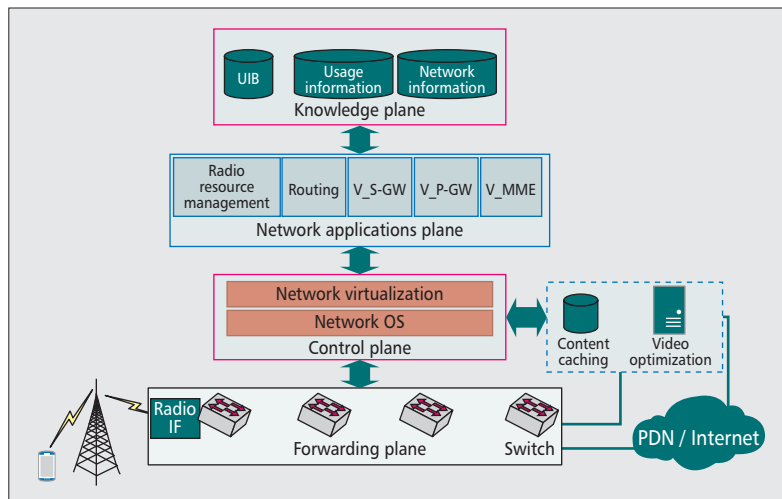 UIB
Usage
information
Network
information
Knowledge plane
Radio
resource
management
Routing
V_S-GW
V_P-GW
V_MME
Network applications plane
Network virtualization
Network OS
Control plane
Content
caching
Video
optimization
Radio
IF
Forwarding plane
Switch
PDN / Internet